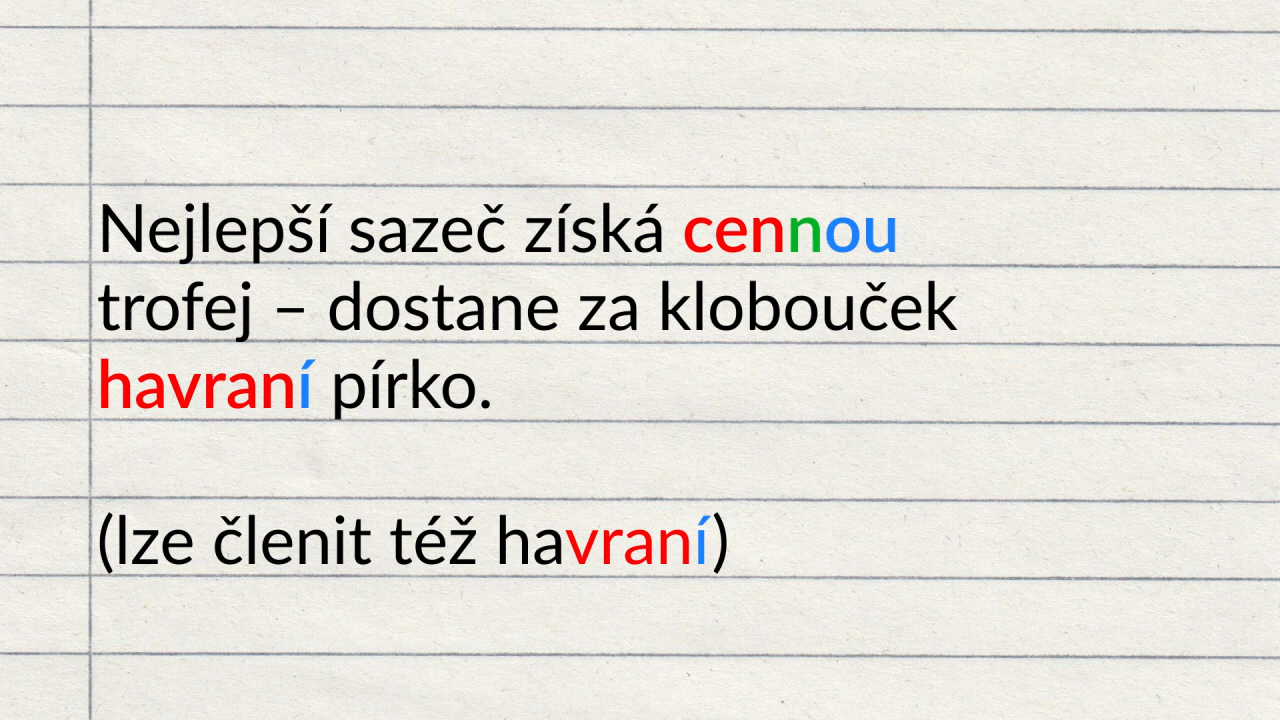 Nejlepší sazeč získá cennou
trofej – dostane za klobouček
havraní pírko.
(lze členit též havraní)